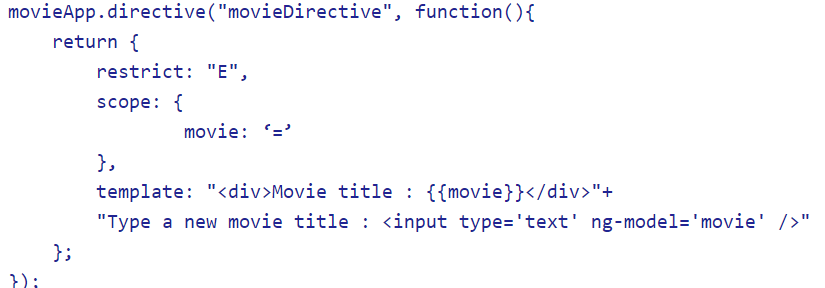 movieApp.directive("movieDirective", function(){
    return {
        restrict: "E",
        scope: {
                movie: ‘=’
        },
        template: "<div>Movie title : {{movie}}</div>"+
        "Type a new movie title : <input type='text' ng-model='movie' />"
    };
});